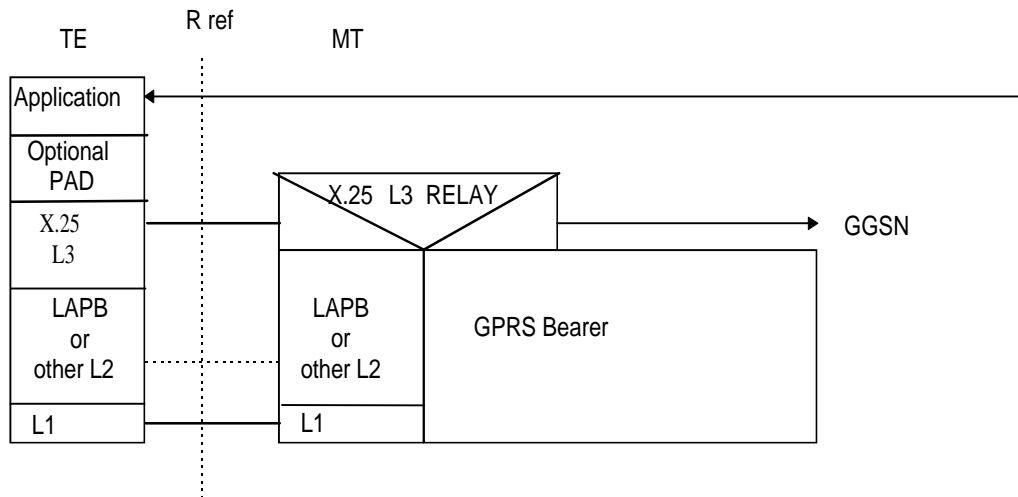 R ref
TE
MT
Application
Optional
PAD
X.25 L3 RELAY
X.25
L3
GGSN
LAPB
or
other L2
LAPB
or
other L2
GPRS Bearer
L1
L1